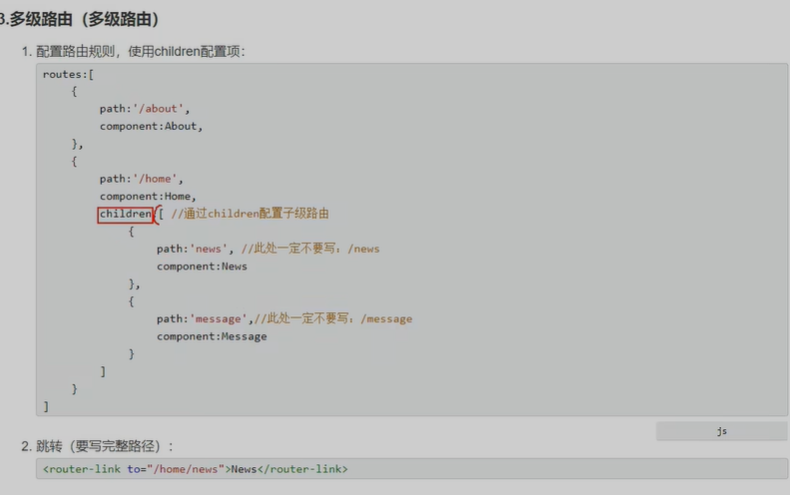 3.多级路由（多级路由）
1. 配置路由规则，使用children配置项：
routes:[
{
path:'/about',
component:About,
},
{
path:'/home',
component:Home,
children:[ //通过children配置子级路由
{
path:'news', //此处一定不要写：/news
component:News
},
{
path:'message',//此处一定不要写：/message
component:Message
}
]
}
]
js
2. 跳转（要写完整路径）：
<router-link to="/home/news">News</router-link>